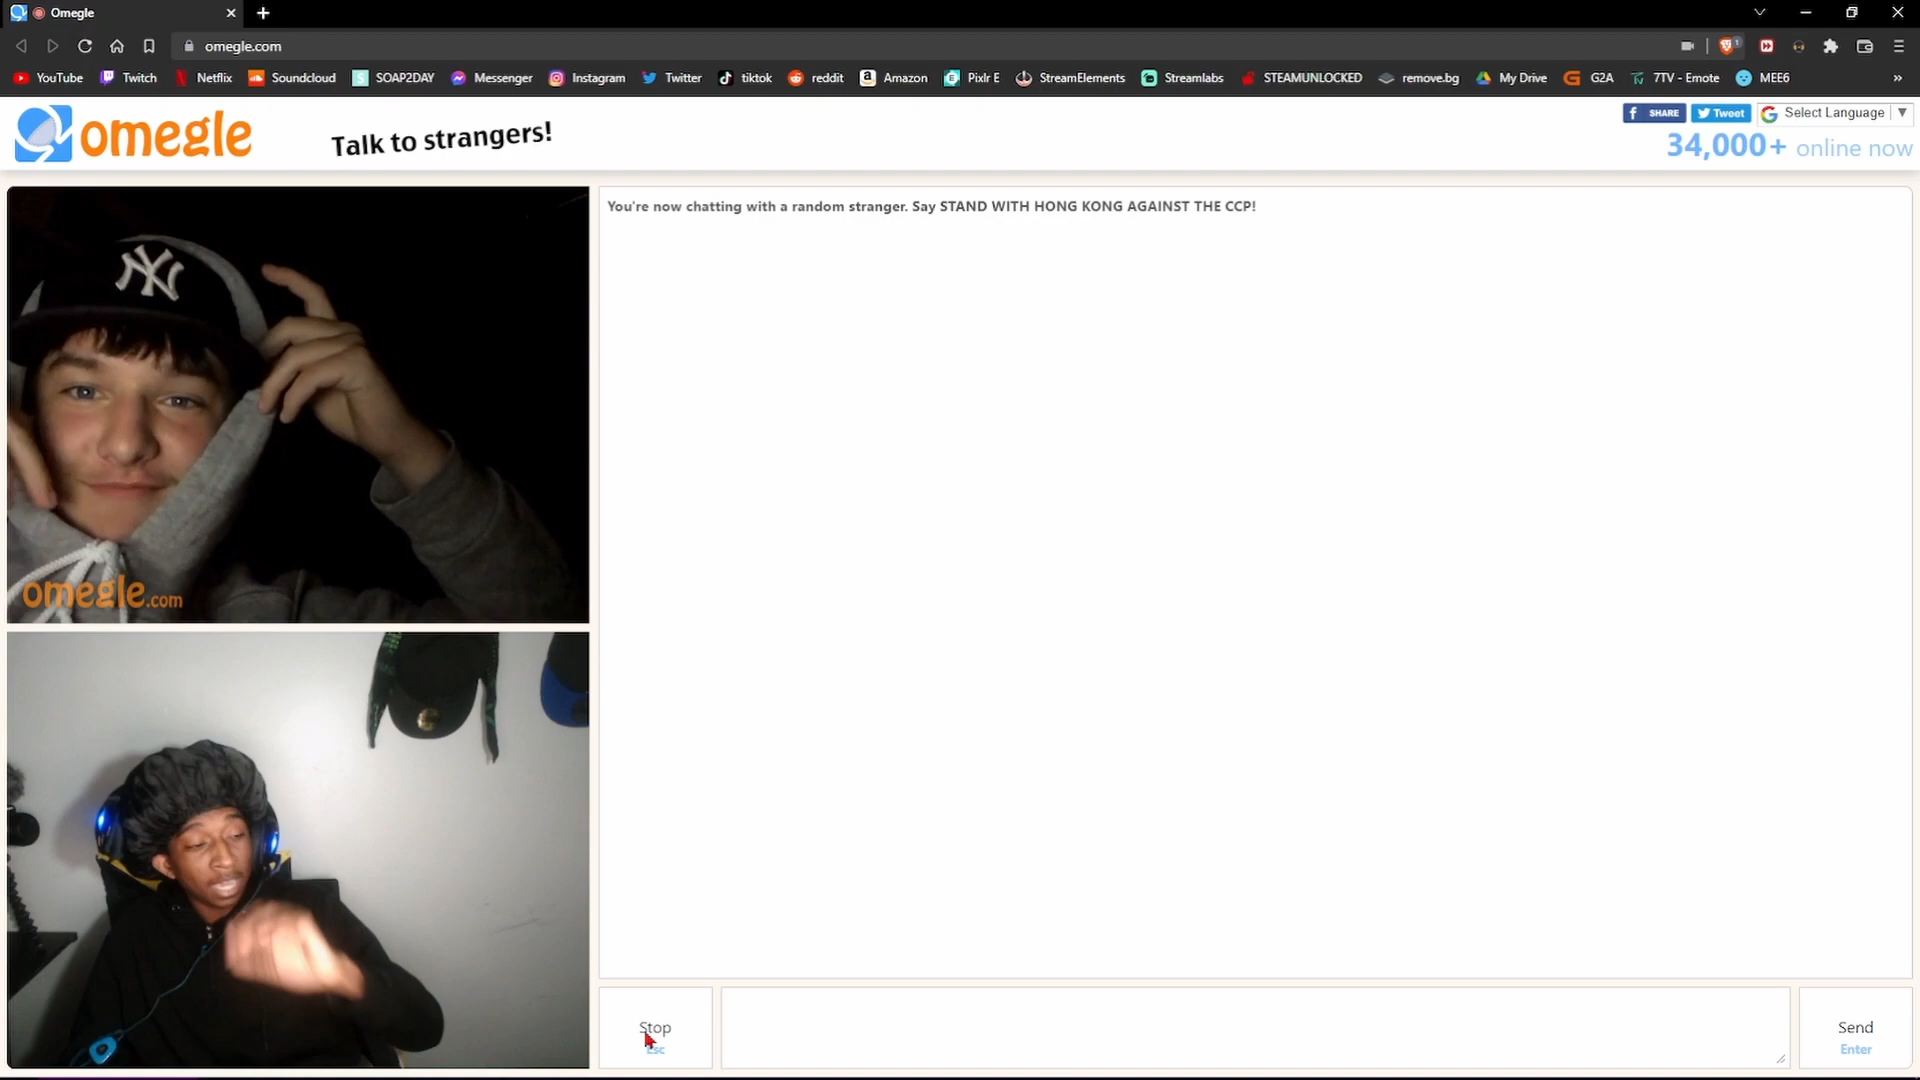 Omegle
omegle.com
1
YouTube Twitch Netflix Soundcloud SOAP2DAY Messenger Instagram Twitter tiktok reddit Amazon Pixlr E StreamElements Streamlabs STEAMUNLOCKED remove.bg My Drive G2A 7TV - Emote MEE6 »
omegle
Talk to strangers!
SHARE Tweet Select Language
34,000+ online now
You're now chatting with a random stranger. Say STAND WITH HONG KONG AGAINST THE CCP!
NY
omegle.com
Stop
Esc
Send
Enter